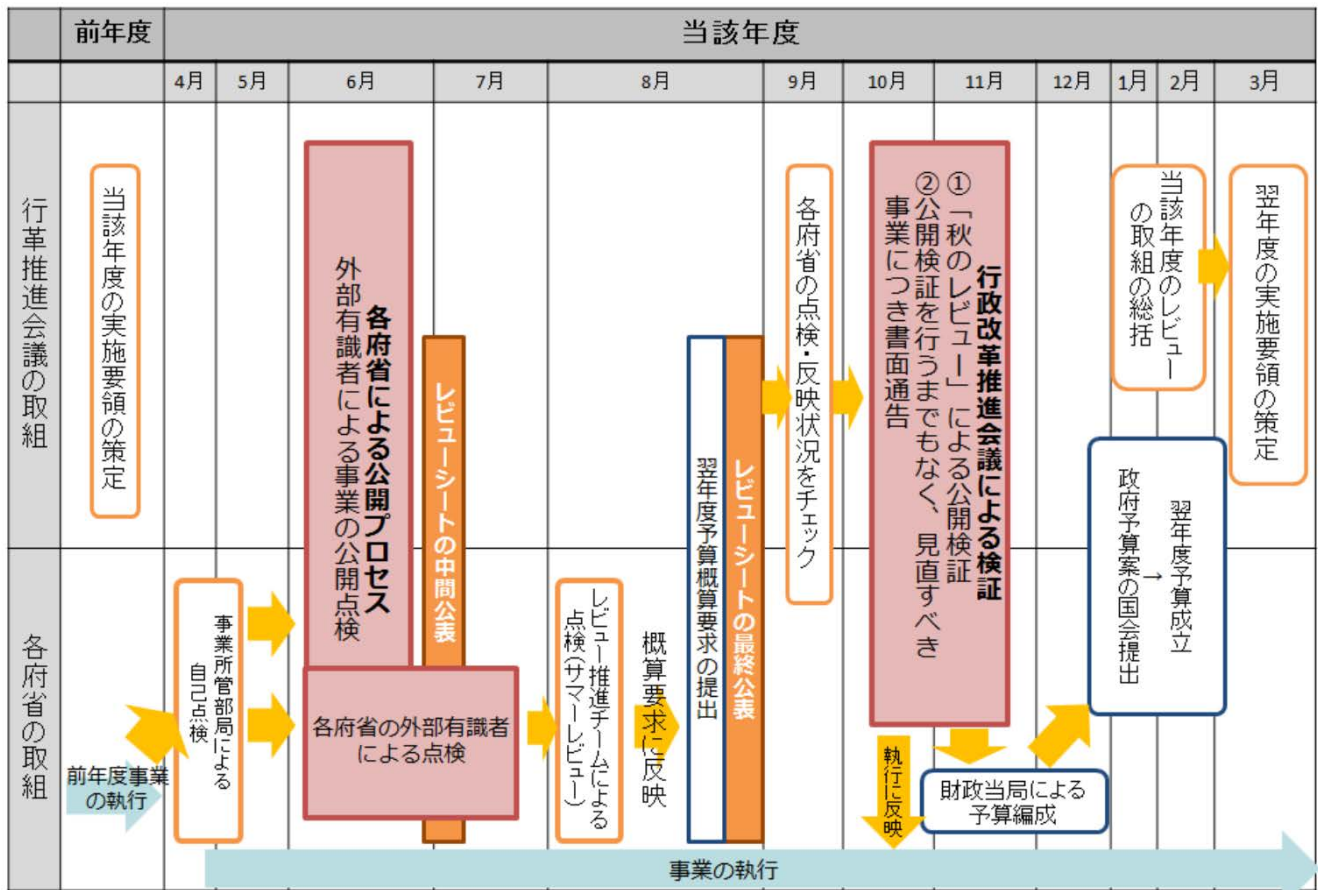 前年度
当該年度
4月
5月
6月
7月
8月
9月
10月
11月
12月
1月
2月
3月
行革推進会議の取組
当該年度の実施要領の策定
各府省による公開プロセス
外部有識者による事業の公開点検
レビューシートの中間公表
翌年度予算概算要求の提出
レビューシートの最終公表
各府省の点検・反映状況をチェック
行政改革推進会議による検証
①「秋のレビュー」による公開検証
②公開検証を行うまでもなく、見直すべき
事業につき書面通告
当該年度のレビュー
の取組の総括
翌年度の実施要領の策定
各府省の取組
前年度事業
の執行
事業所管部局による
自己点検
各府省の外部有識者
による点検
レビュー推進チームによる
点検(サマーレビュー)
概算要求に反映
執行に反映
財政当局による
予算編成
政府予算案の国会提出
→
翌年度予算成立
事業の執行